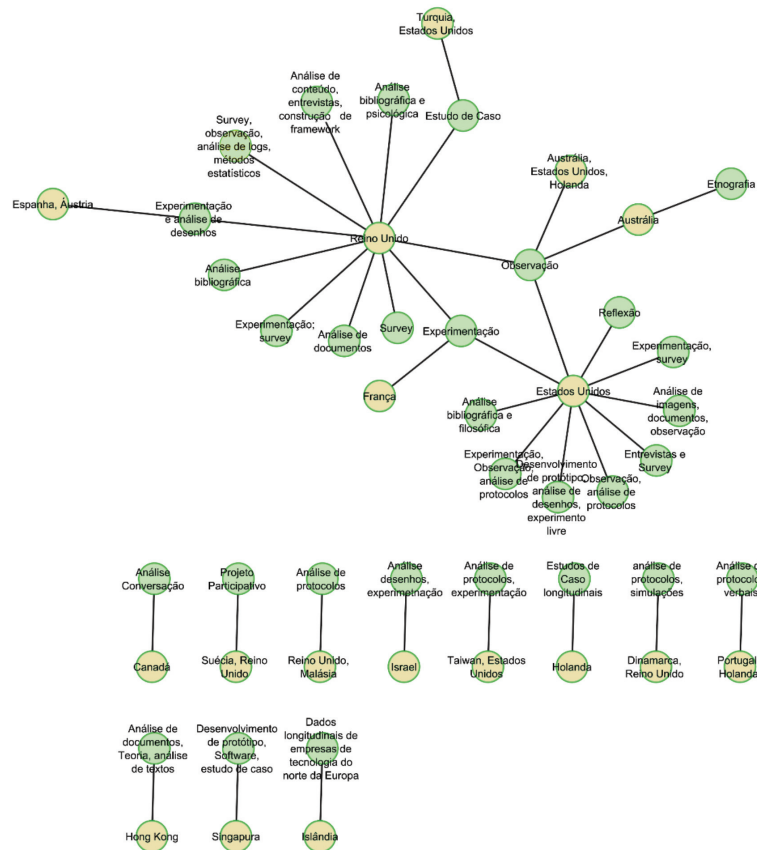 Turquia,
Estados Unidos
Análise de
conteúdo,
entrevistas,
construção de
framework
Análise
bibliográfica e
psicológica
Estudo de Caso
Survey,
observação,
análise de logs,
métodos
estatísticos
Austrália,
Estados Unidos,
Holanda
Etnografia
Espanha, Áustria
Experimentação
e análise de
desenhos
Austrália
Reino Unido
Observação
Análise
bibliográfica
Reflexão
Experimentação;
survey
Análise de
documentos
Survey
Experimentação
Experimentação,
survey
França
Estados Unidos
Análise
bibliográfica e
filosófica
Análise de
imagens,
documentos,
observação
Experimentação,
Observação,
análise de
protocolos
Desenvolvimento
de protótipo,
análise de
desenhos,
experimento
livre
Observação,
análise de
protocolos
Entrevistas e
Survey
Análise
Conversação
Projeto
Participativo
Análise de
protocolos
Análise
desenhos,
experimetnação
Análise de
protocolos,
experimentação
Estudos de
Caso
longitudinais
análise de
protocolos,
simulações
Análise de
protocolo
verbais
Canadá
Suécia, Reino
Unido
Reino Unido,
Malásia
Israel
Taiwan, Estados
Unidos
Holanda
Dinamarca,
Reino Unido
Portugal,
Holanda
Análise de
documentos,
Teoria, análise
de textos
Desenvolvimento
de protótipo,
Software,
estudo de caso
Dados
longitudinais de
empresas de
tecnologia do
norte da Europa
Hong Kong
Singapura
Islândia